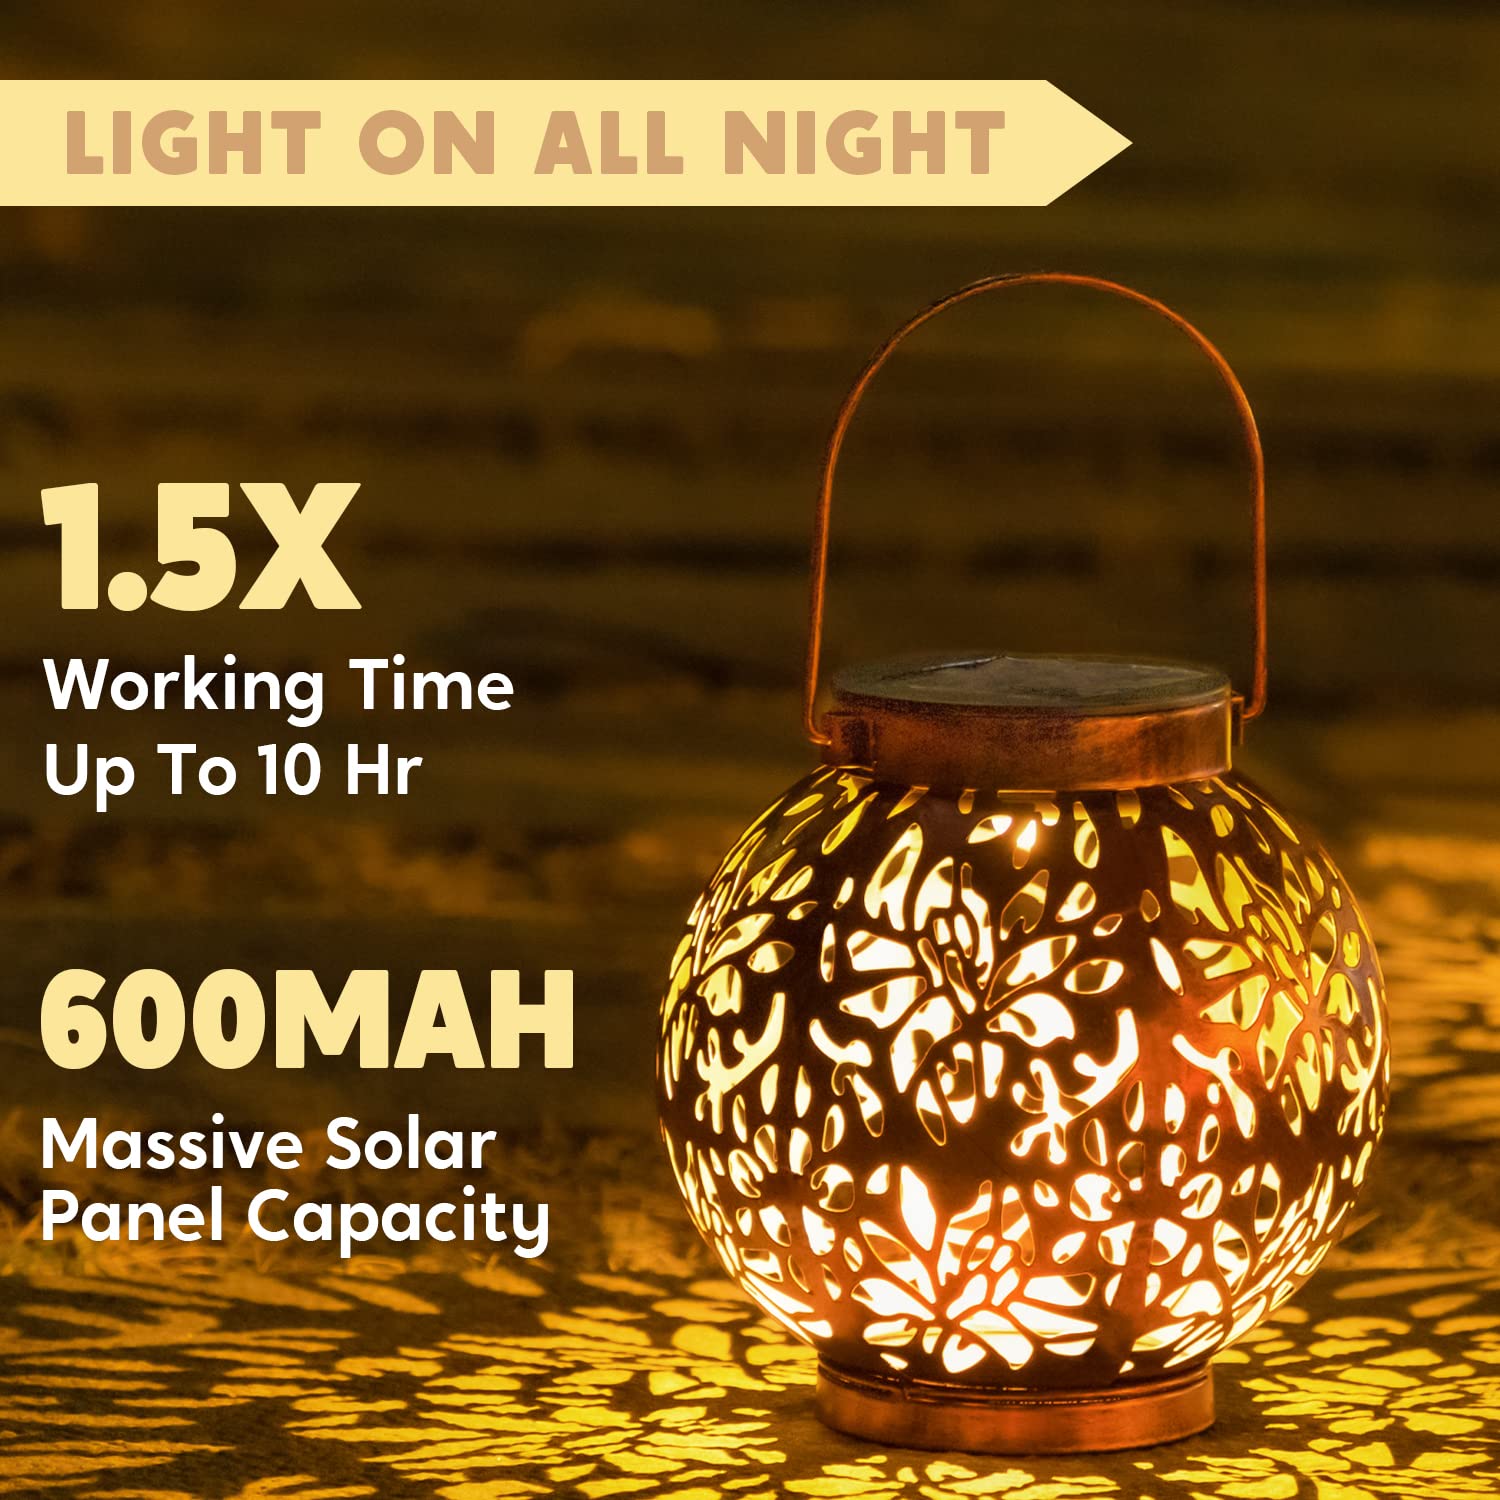 LIGHT ON ALL NIGHT
1.5X
Working Time
Up To 10 Hr
600MAH
Massive Solar
Panel Capacity